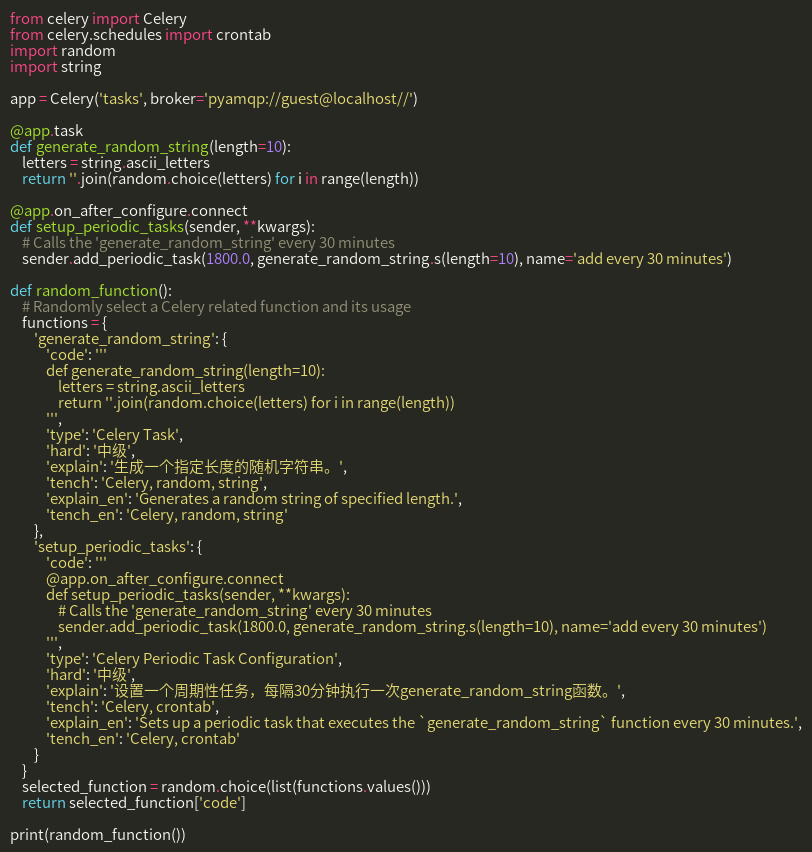 from celery import Celery
from celery.schedules import crontab
import random
import string

app = Celery('tasks', broker='pyamqp://guest@localhost//')

@app.task
def generate_random_string(length=10):
    letters = string.ascii_letters
    return ''.join(random.choice(letters) for i in range(length))

@app.on_after_configure.connect
def setup_periodic_tasks(sender, **kwargs):
    # Calls the 'generate_random_string' every 30 minutes
    sender.add_periodic_task(1800.0, generate_random_string.s(length=10), name='add every 30 minutes')

def random_function():
    # Randomly select a Celery related function and its usage
    functions = {
        'generate_random_string': {
            'code': '''
            def generate_random_string(length=10):
                letters = string.ascii_letters
                return ''.join(random.choice(letters) for i in range(length))
            ''',
            'type': 'Celery Task',
            'hard': '中级',
            'explain': '生成一个指定长度的随机字符串。',
            'tench': 'Celery, random, string',
            'explain_en': 'Generates a random string of specified length.',
            'tench_en': 'Celery, random, string'
        },
        'setup_periodic_tasks': {
            'code': '''
            @app.on_after_configure.connect
            def setup_periodic_tasks(sender, **kwargs):
                # Calls the 'generate_random_string' every 30 minutes
                sender.add_periodic_task(1800.0, generate_random_string.s(length=10), name='add every 30 minutes')
            ''',
            'type': 'Celery Periodic Task Configuration',
            'hard': '中级',
            'explain': '设置一个周期性任务，每隔30分钟执行一次generate_random_string函数。',
            'tench': 'Celery, crontab',
            'explain_en': 'Sets up a periodic task that executes the `generate_random_string` function every 30 minutes.',
            'tench_en': 'Celery, crontab'
        }
    }
    selected_function = random.choice(list(functions.values()))
    return selected_function['code']

print(random_function())